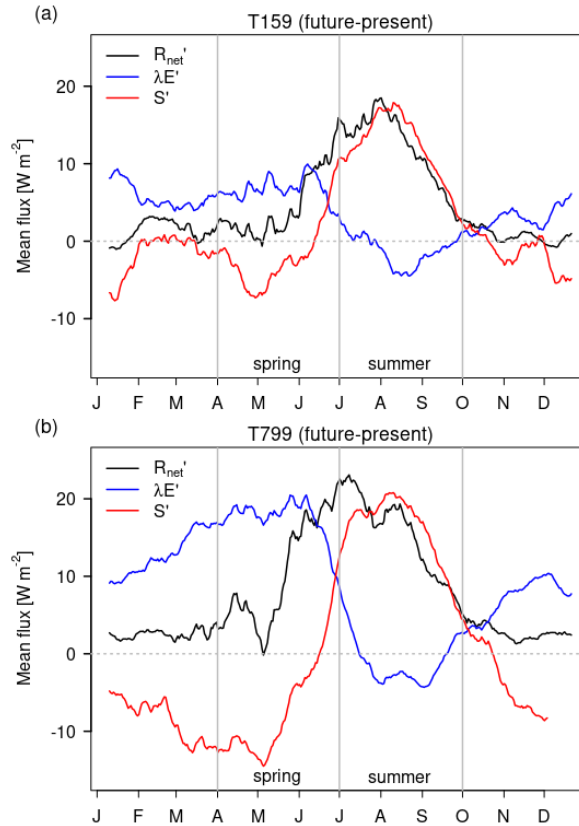 (a)
T159 (future-present)
Rnet'
λE'
S'
Mean flux [W m-2]
20
10
0
-10
spring summer
J F M A M J J A S O N D
(b)
T799 (future-present)
Rnet'
λE'
S'
Mean flux [W m-2]
20
10
0
-10
spring summer
J F M A M J J A S O N D